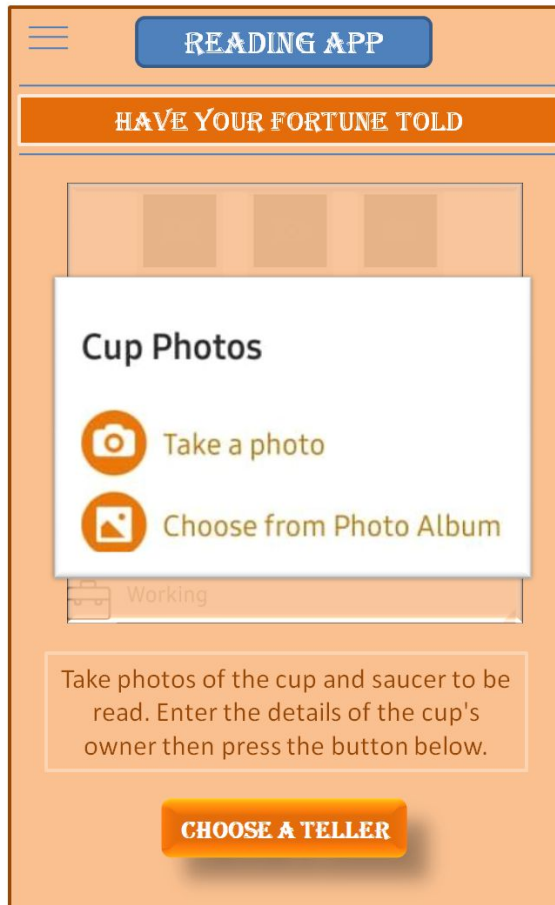 READING APP
HAVE YOUR FORTUNE TOLD
Cup Photos
Take a photo
Choose from Photo Album
Working
Take photos of the cup and saucer to be
read. Enter the details of the cup's
owner then press the button below.
CHOOSE A TELLER